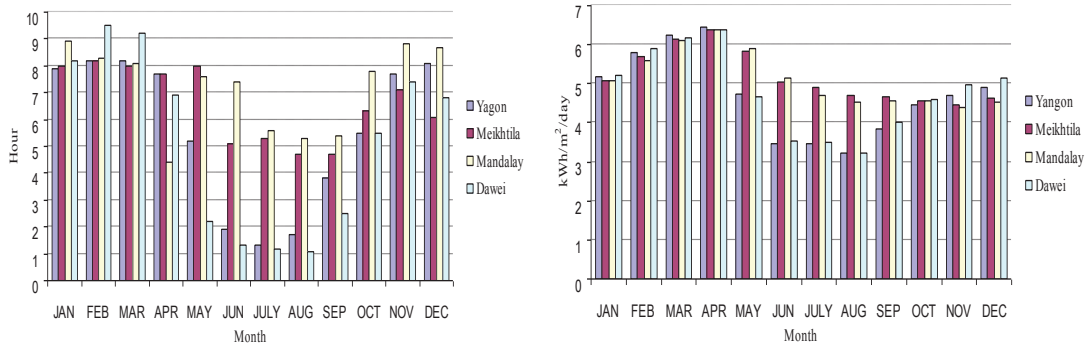 10
9
8
7
6
5
4
3
2
1
0
Hour
JAN FEB MAR APR MAY JUN JULY AUG SEP OCT NOV DEC
Month
Yagon
Meikhtila
Mandalay
Dawei
7
6
5
4
3
2
1
0
kWh/m²/day
JAN FEB MAR APR MAY JUN JULY AUG SEP OCT NOV DEC
Month
Yangon
Meikhtila
Mandalay
Dawei